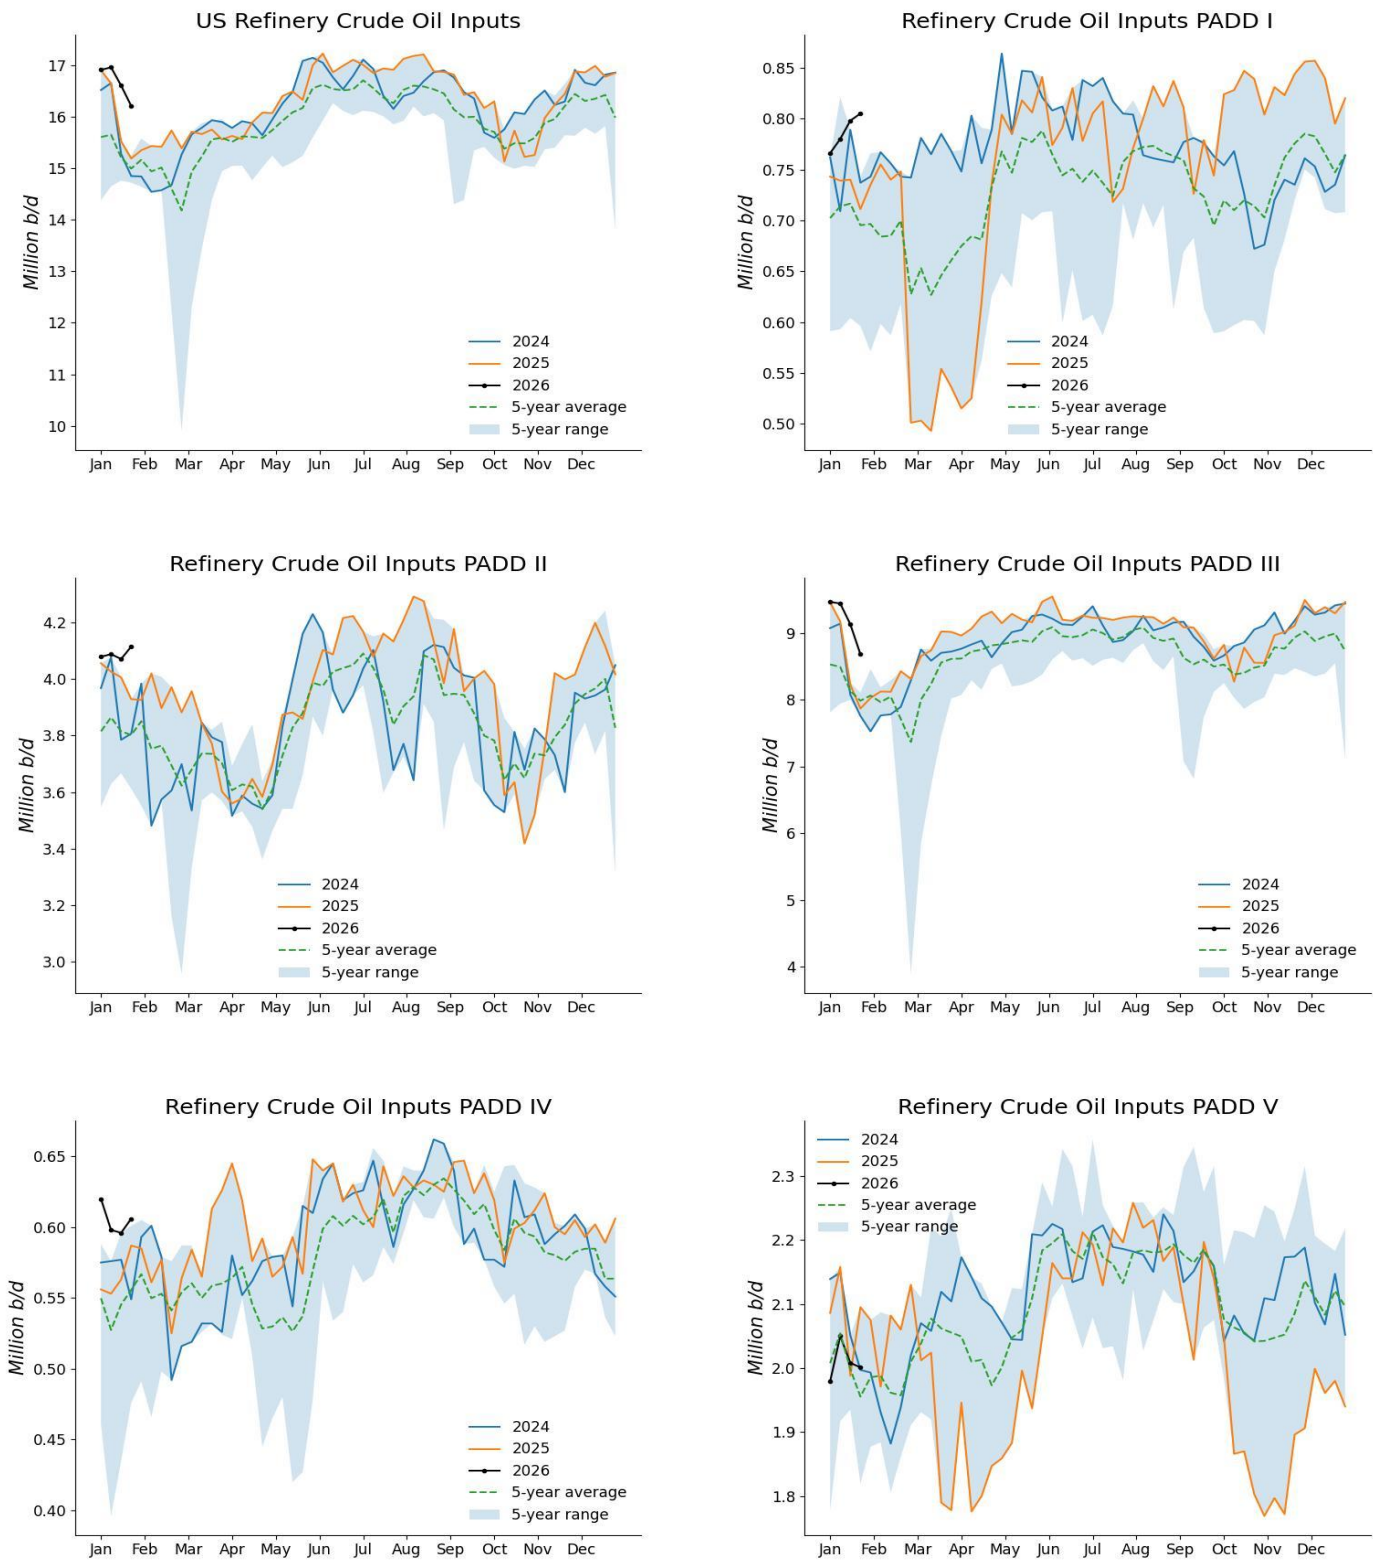 US Refinery Crude Oil Inputs
Million b/d
17
16
15
14
13
12
11
10
Jan Feb Mar Apr May Jun Jul Aug Sep Oct Nov Dec
2024
2025
2026
5-year average
5-year range
Refinery Crude Oil Inputs PADD I
Million b/d
0.85
0.80
0.75
0.70
0.65
0.60
0.55
0.50
Jan Feb Mar Apr May Jun Jul Aug Sep Oct Nov Dec
2024
2025
2026
5-year average
5-year range
Refinery Crude Oil Inputs PADD II
Million b/d
4.2
4.0
3.8
3.6
3.4
3.2
3.0
Jan Feb Mar Apr May Jun Jul Aug Sep Oct Nov Dec
2024
2025
2026
5-year average
5-year range
Refinery Crude Oil Inputs PADD III
Million b/d
9
8
7
6
5
4
Jan Feb Mar Apr May Jun Jul Aug Sep Oct Nov Dec
2024
2025
2026
5-year average
5-year range
Refinery Crude Oil Inputs PADD IV
Million b/d
0.65
0.60
0.55
0.50
0.45
0.40
Jan Feb Mar Apr May Jun Jul Aug Sep Oct Nov Dec
2024
2025
2026
5-year average
5-year range
Refinery Crude Oil Inputs PADD V
Million b/d
2.3
2.2
2.1
2.0
1.9
1.8
Jan Feb Mar Apr May Jun Jul Aug Sep Oct Nov Dec
2024
2025
2026
5-year average
5-year range